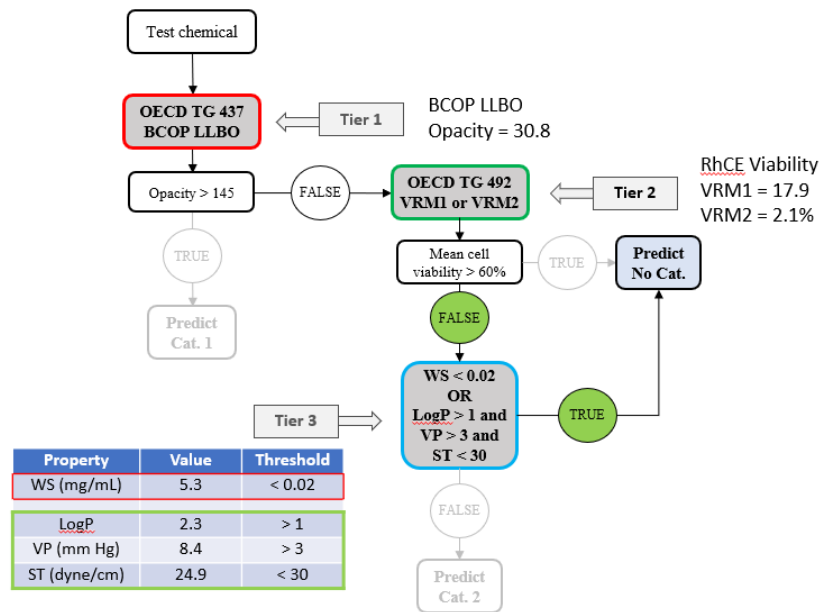 Test chemical
OECD TG 437
BCOP LLBO
Tier 1
BCOP LLBO
Opacity = 30.8
Opacity > 145
FALSE
OECD TG 492
VRM1 or VRM2
Tier 2
RhCE Viability
VRM1 = 17.9
VRM2 = 2.1%
TRUE
Mean cell
viability > 60%
TRUE
Predict
No Cat.
Predict
Cat. 1
FALSE
WS < 0.02
OR
LogP > 1 and
VP > 3 and
ST < 30
TRUE
Tier 3
Property Value Threshold
WS (mg/mL) 5.3 < 0.02
LogP 2.3 > 1
VP (mm Hg) 8.4 > 3
ST (dyne/cm) 24.9 < 30
FALSE
Predict
Cat. 2